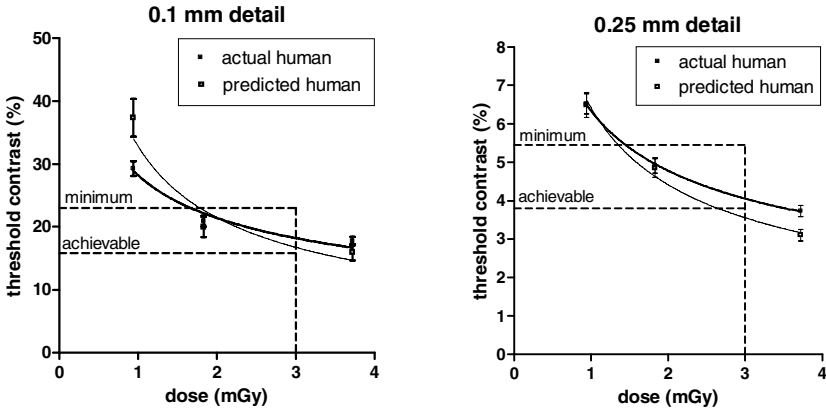 0.1 mm detail
threshold contrast (%)
50
40
30
20
10
0
actual human
predicted human
minimum
achievable
0
1
2
3
4
dose (mGy)
0.25 mm detail
threshold contrast (%)
8
7
6
5
4
3
2
1
0
actual human
predicted human
minimum
achievable
0
1
2
3
4
dose (mGy)